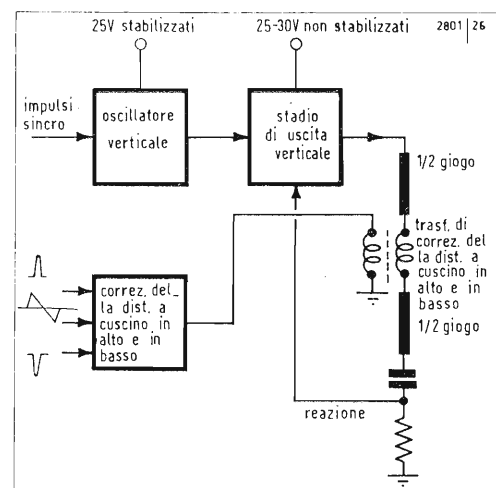 25V stabilizzati
25-30V non stabilizzati
2801 | 26
impulsi
sincro
oscillatore
verticale
stadio
di uscita
verticale
1/2 giogo
trasf. di
correz. del
la dist. a
cuscino in
alto e in
basso
correz. del_
la dist. a
cuscino in
alto e in
basso
1/2 giogo
reazione